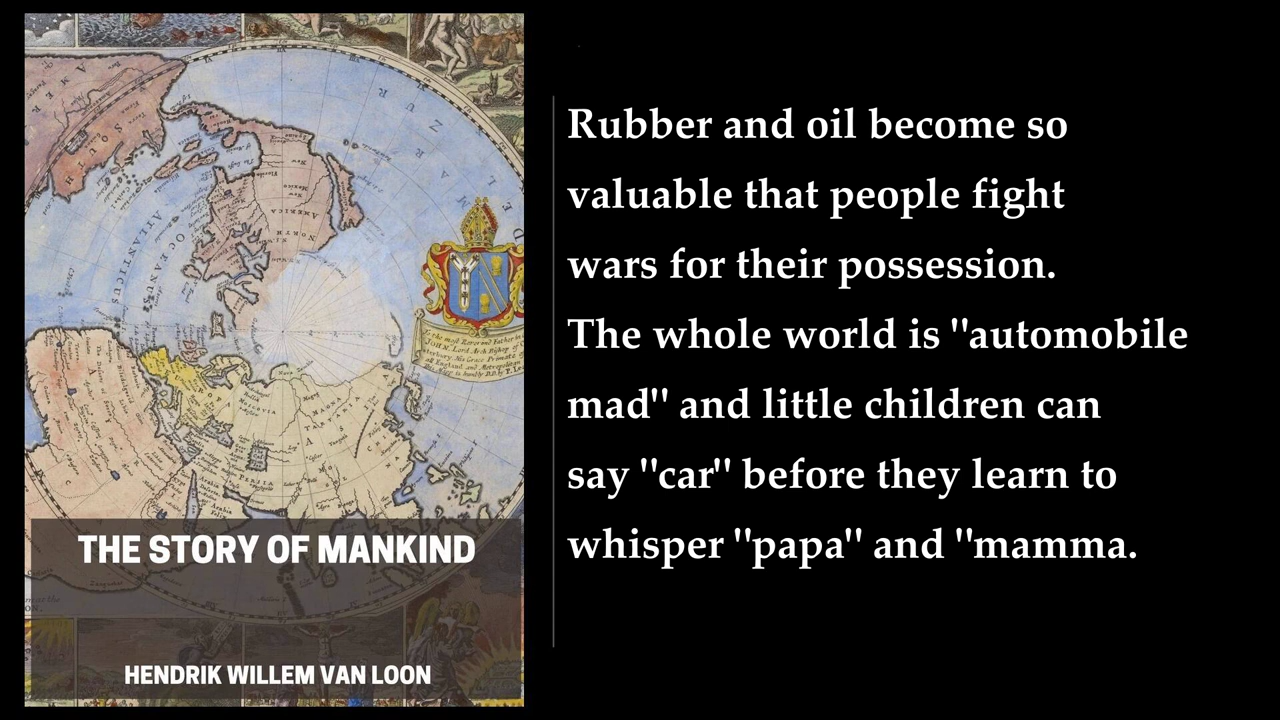 THE STORY OF MANKIND
HENDRIK WILLEM VAN LOON
Rubber and oil become so
valuable that people fight
wars for their possession.
The whole world is "automobile
mad" and little children can
say "car" before they learn to
whisper "papa" and "mamma.